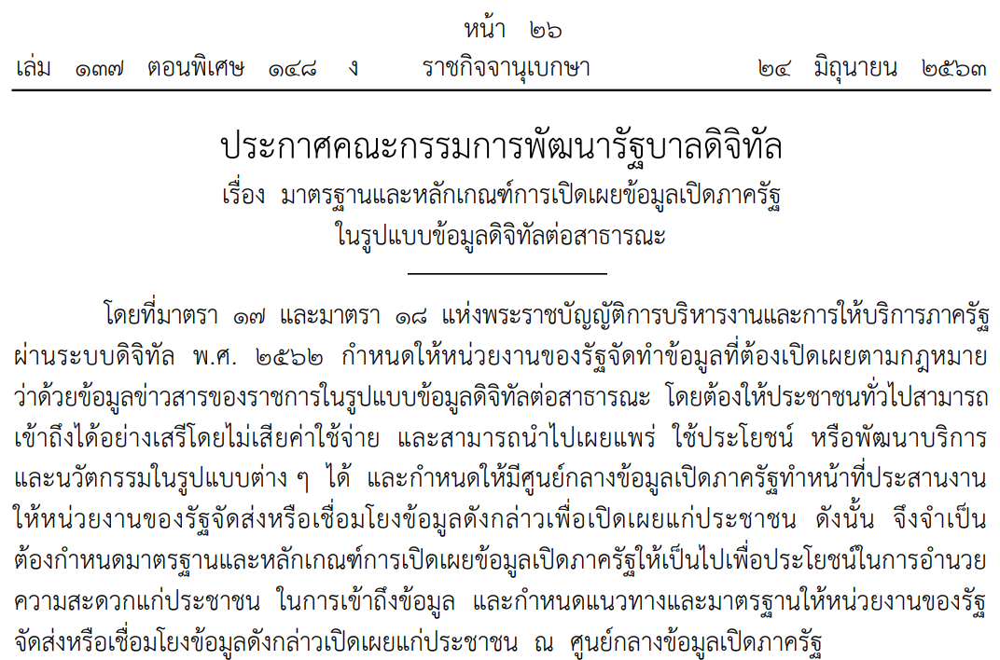 หน้า ๒๖
เล่ม ๑๓๗ ตอนพิเศษ ๑๔๘ ง ราชกิจจานุเบกษา ๒๔ มิถุนายน ๒๕๖๓
ประกาศคณะกรรมการพัฒนารัฐบาลดิจิทัล
เรื่อง มาตรฐานและหลักเกณฑ์การเปิดเผยข้อมูลเปิดภาครัฐ
ในรูปแบบข้อมูลดิจิทัลต่อสาธารณะ
โดยที่มาตรา ๑๗ และมาตรา ๑๘ แห่งพระราชบัญญัติการบริหารงานและการให้บริการภาครัฐ
ผ่านระบบดิจิทัล พ.ศ. ๒๕๖๒ กำหนดให้หน่วยงานของรัฐจัดทำข้อมูลที่ต้องเปิดเผยตามกฎหมาย
ว่าด้วยข้อมูลข่าวสารของราชการในรูปแบบข้อมูลดิจิทัลต่อสาธารณะ โดยต้องให้ประชาชนทั่วไปสามารถ
เข้าถึงได้อย่างเสรีโดยไม่เสียค่าใช้จ่าย และสามารถนำไปเผยแพร่ ใช้ประโยชน์ หรือพัฒนาบริการ
และนวัตกรรมในรูปแบบต่าง ๆ ได้ และกำหนดให้มีศูนย์กลางข้อมูลเปิดภาครัฐทำหน้าที่ประสานงาน
ให้หน่วยงานของรัฐจัดส่งหรือเชื่อมโยงข้อมูลดังกล่าวเพื่อเปิดเผยแก่ประชาชน ดังนั้น จึงจำเป็น
ต้องกำหนดมาตรฐานและหลักเกณฑ์การเปิดเผยข้อมูลเปิดภาครัฐให้เป็นไปเพื่อประโยชน์ในการอำนวย
ความสะดวกแก่ประชาชน ในการเข้าถึงข้อมูล และกำหนดแนวทางและมาตรฐานให้หน่วยงานของรัฐ
จัดส่งหรือเชื่อมโยงข้อมูลดังกล่าวเปิดเผยแก่ประชาชน ณ ศูนย์กลางข้อมูลเปิดภาครัฐ